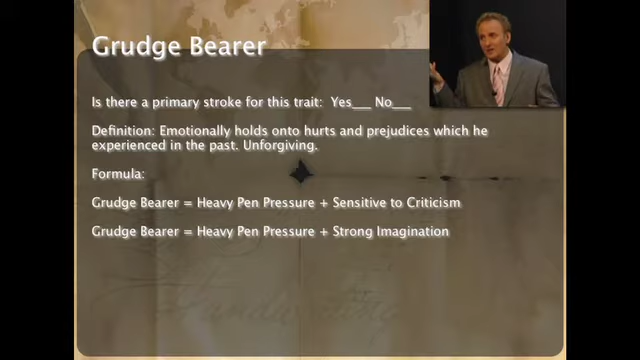 Grudge Bearer
Is there a primary stroke for this trait:  Yes___ No___
Definition: Emotionally holds onto hurts and prejudices which he
experienced in the past. Unforgiving.
Formula:
Grudge Bearer = Heavy Pen Pressure + Sensitive to Criticism
Grudge Bearer = Heavy Pen Pressure + Strong Imagination